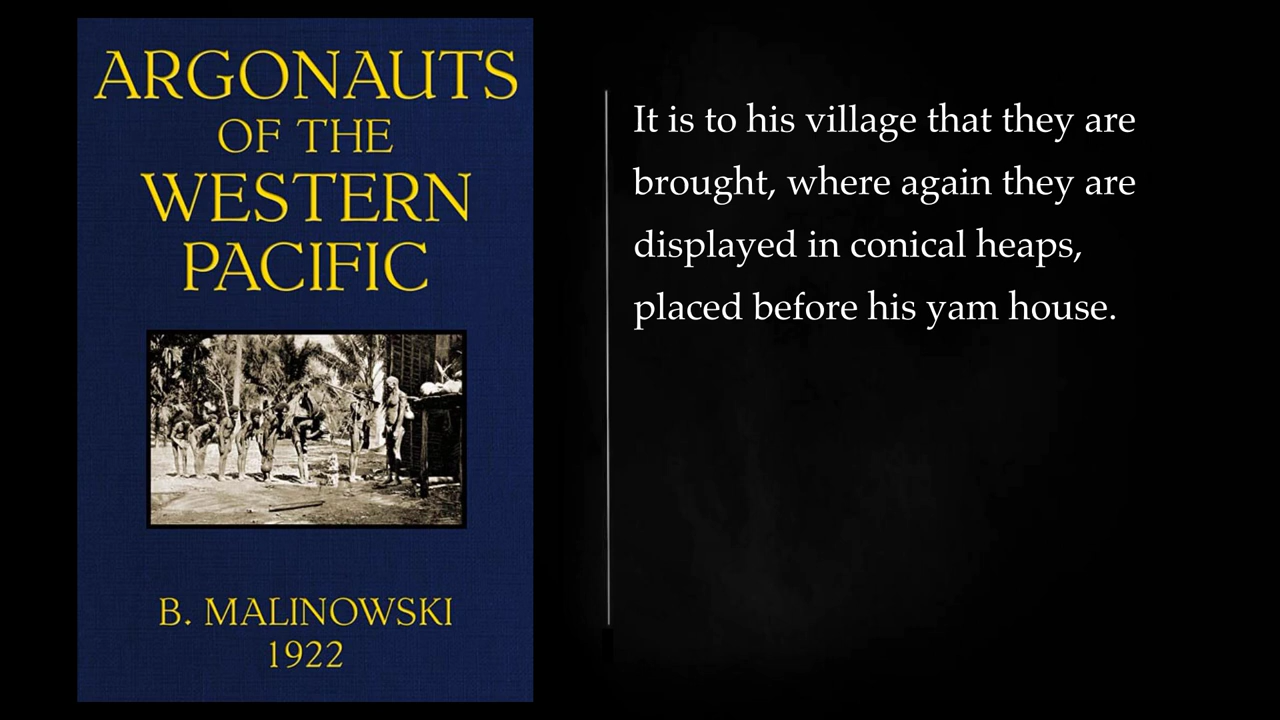 ARGONAUTS
OF THE
WESTERN
PACIFIC
B. MALINOWSKI
1922
It is to his village that they are
brought, where again they are
displayed in conical heaps,
placed before his yam house.